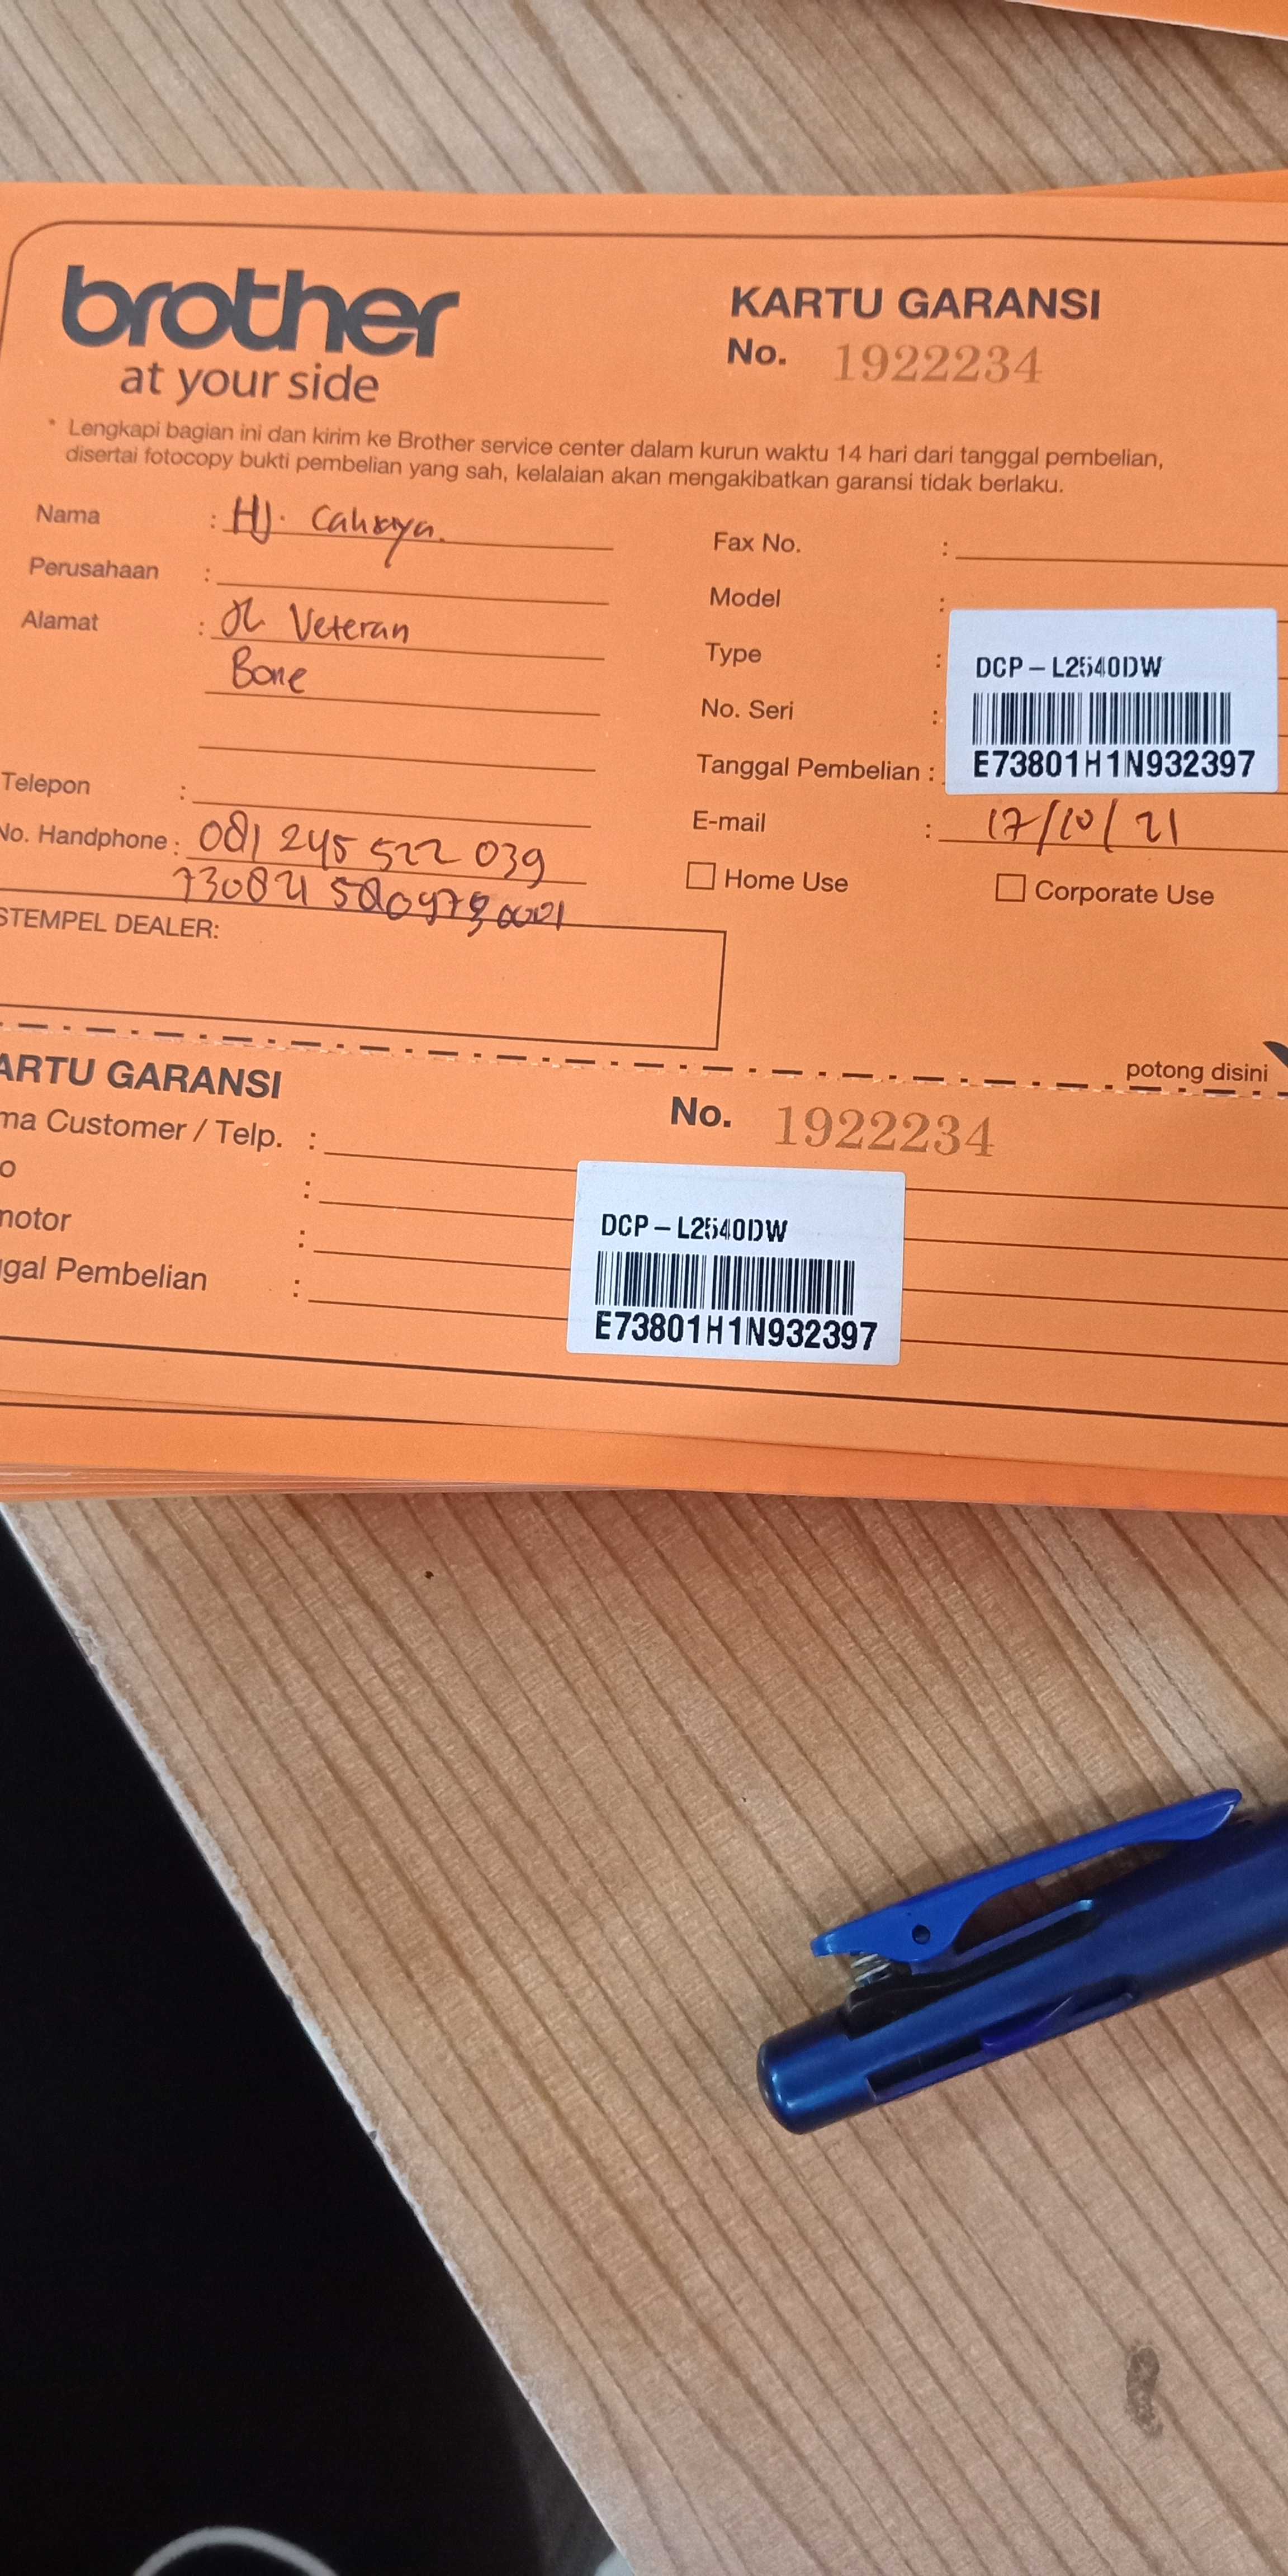 brother
at your side
KARTU GARANSI
No. 1922234
* Lengkapi bagian ini dan kirim ke Brother service center dalam kurun waktu 14 hari dari tanggal pembelian,
disertai fotocopy bukti pembelian yang sah, kelalaian akan mengakibatkan garansi tidak berlaku.
Nama : Hj. Cahaya.
Perusahaan :
Alamat : Jl Veteran
Bone
Telepon :
No. Handphone : 081 245 522 039
STEMPEL DEALER:
Fax No. :
Model :
Type :
No. Seri :
Tanggal Pembelian :
DCP-L2540DW
E73801H1N932397
E-mail : 17/10/21
Home Use
Corporate Use
potong disini
ARTU GARANSI
No. 1922234
ma Customer / Telp. :
o :
motor :
gal Pembelian :
DCP-L2540DW
E73801H1N932397